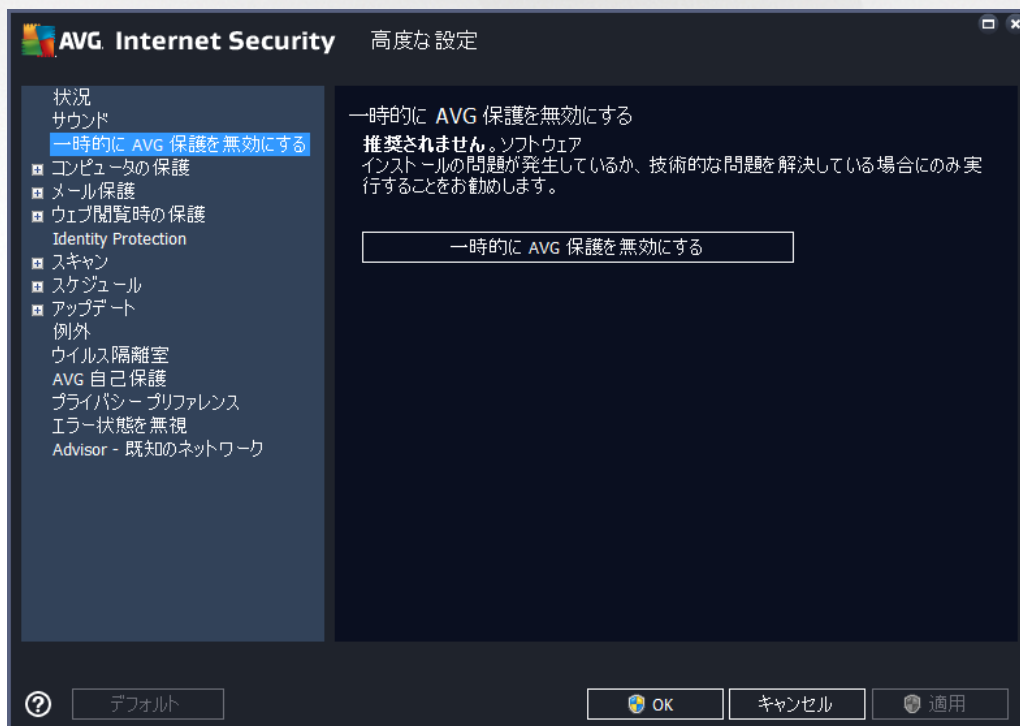 AVG. Internet Security 高度な設定
状況
サウンド
一時的に AVG 保護を無効にする
コンピュータの保護
メール保護
ウェブ閲覧時の保護
Identity Protection
スキャン
スケジュール
アップデート
例外
ウイルス隔離室
AVG 自己保護
プライバシー プリファレンス
エラー状態を無視
Advisor - 既知のネットワーク
一時的に AVG 保護を無効にする
推奨されません。ソフトウェア
インストールの問題が発生しているか、技術的な問題を解決している場合にのみ実
行することをお勧めします。
一時的に AVG 保護を無効にする
デフォルト
OK
キャンセル
適用